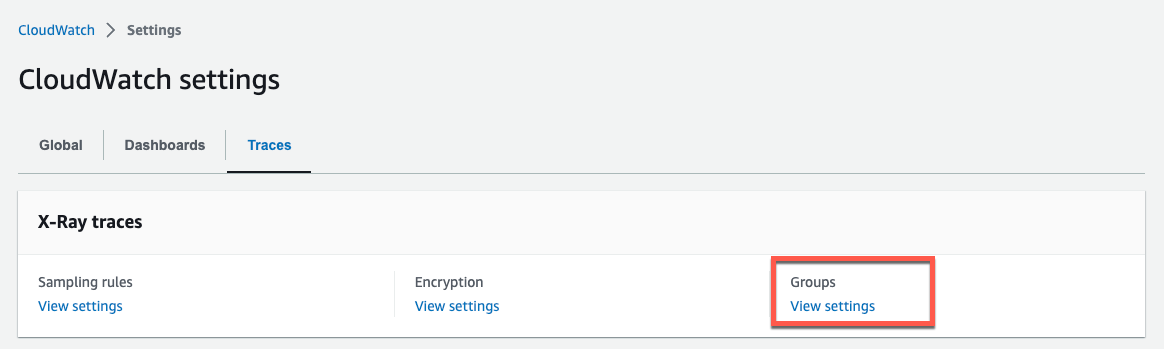 CloudWatch > Settings
CloudWatch settings
Global Dashboards Traces
X-Ray traces
Sampling rules Encryption Groups
View settings View settings View settings